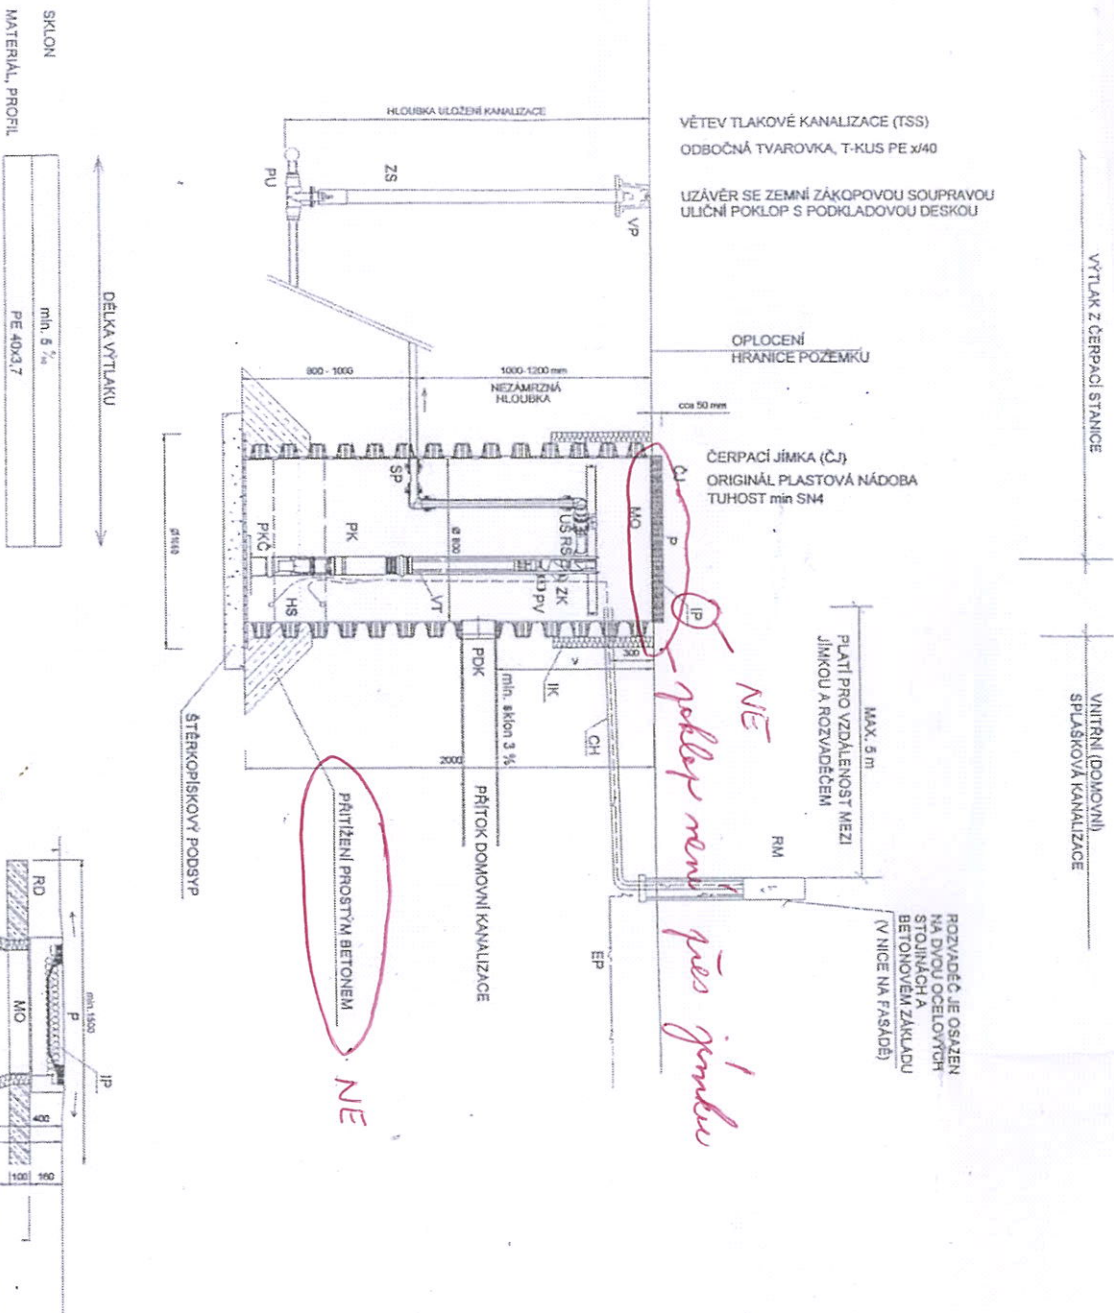 VÝTLAK Z ČERPACÍ STANICE
VNITŘNÍ (DOMOVNÍ)
SPLAŠKOVÁ KANALIZACE
VĚTEV TLAKOVÉ KANALIZACE (TSS)
ODBOČNÁ TVAROVKA, T-KUS PE x/40
UZÁVĚR SE ZEMNÍ ZÁKOPOVOU SOUPRAVOU
ULIČNÍ POKLOP S PODKLADOVOU DESKOU
OPLOCENÍ
HRANICE POZEMKU
ČERPACÍ JÍMKA (ČJ)
ORIGINÁL PLASTOVÁ NÁDOBA
TUHOST min SN4
MAX. 5 m
PLATÍ PRO VZDÁLENOST MEZI
JÍMKOU A ROZVADĚČEM
ROZVADĚČ JE OSAZEN
NA DVOU OCELOVÝCH
STOJINÁCH A
BETONOVÉM ZÁKLADU
(V NICE NA FASÁDĚ)
HLOUBKA ULOŽENÍ KANALIZACE
PU
ZS
VP
800 - 1000
1000-1200 mm
NEZÁMRZNÁ
HLOUBKA
cca 50 mm
ČJ
P
IP
MO
SP
UŠ
RS
ZK
PV
VT
Ø 800
PK
PKČ
HS
Ø1060
PDK
IK
V
300
CH
RM
EP
min. sklon 3 %
2000
PŘÍTOK DOMOVNÍ KANALIZACE
PŘITÍŽENÍ PROSTÝM BETONEM
ŠTĚRKOPÍSKOVÝ PODSYP
NE
poklop není přes jímku
NE
DÉLKA VÝTLAKU
SKLON
min. 5 ‰
MATERIÁL, PROFIL
PE 40x3,7
min.1500
RD
P
IP
MO
400
100
160